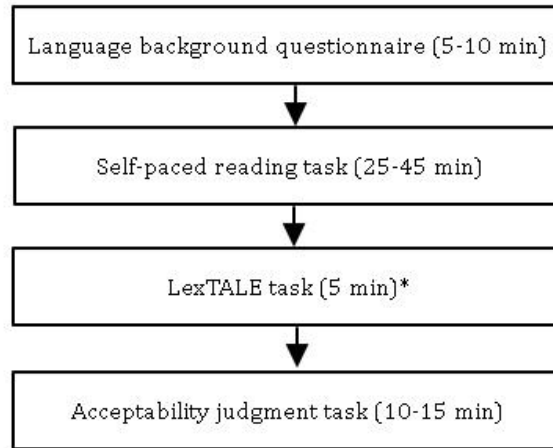 Language background questionnaire (5-10 min)
Self-paced reading task (25-45 min)
LexTALE task (5 min)*
Acceptability judgment task (10-15 min)